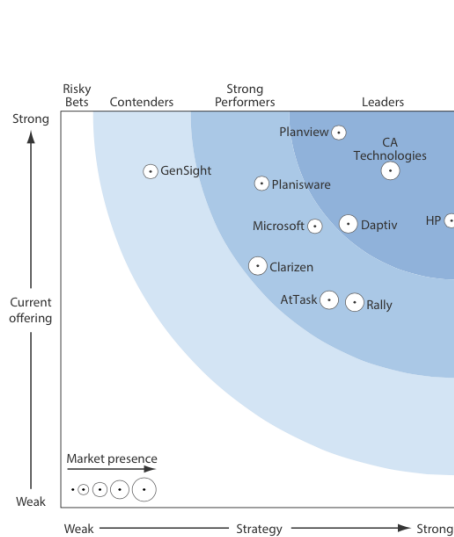 Risky
Bets
Contenders
Strong
Performers
Leaders
Strong
Planview
CA
Technologies
GenSight
Planisware
Microsoft
Daptiv
HP
Clarizen
Current
offering
AtTask
Rally
Market presence
Weak
Weak
Strategy
Strong